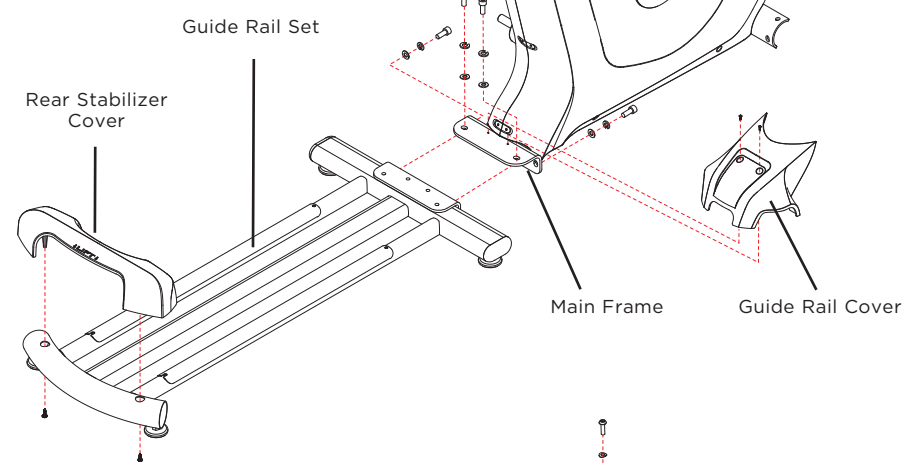 Guide Rail Set
Rear Stabilizer
Cover
Main Frame
Guide Rail Cover